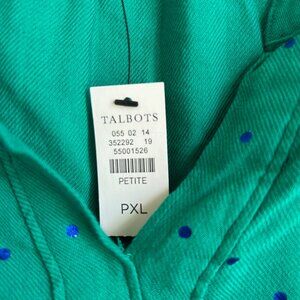 TALBOTS
055 02 14
352292 19
55001526
PETITE
PXL